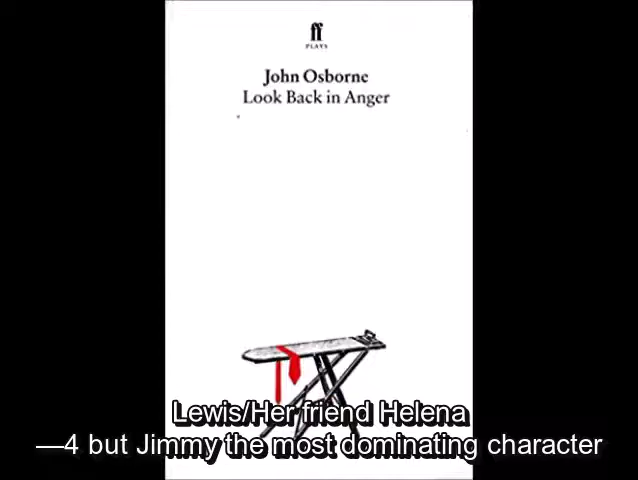 ff
PLAYS
John Osborne
Look Back in Anger
Lewis/Her friend Helena
—4 but Jimmy the most dominating character